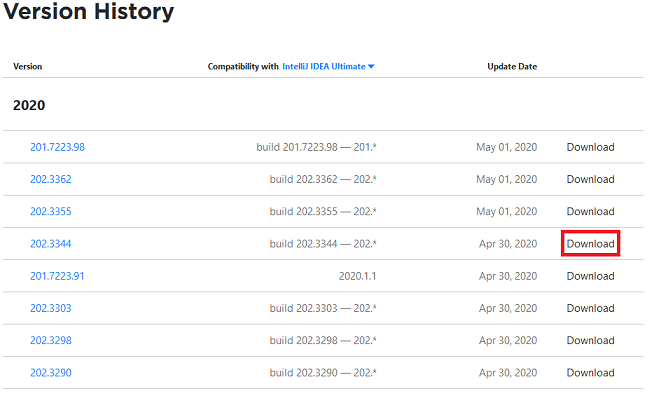 Version History
Version Compatibility with IntelliJ IDEA Ultimate Update Date
2020
201.7223.98 build 201.7223.98 — 201.* May 01, 2020 Download
202.3362 build 202.3362 — 202.* May 01, 2020 Download
202.3355 build 202.3355 — 202.* May 01, 2020 Download
202.3344 build 202.3344 — 202.* Apr 30, 2020 Download
201.7223.91 2020.1.1 Apr 30, 2020 Download
202.3303 build 202.3303 — 202.* Apr 30, 2020 Download
202.3298 build 202.3298 — 202.* Apr 30, 2020 Download
202.3290 build 202.3290 — 202.* Apr 30, 2020 Download